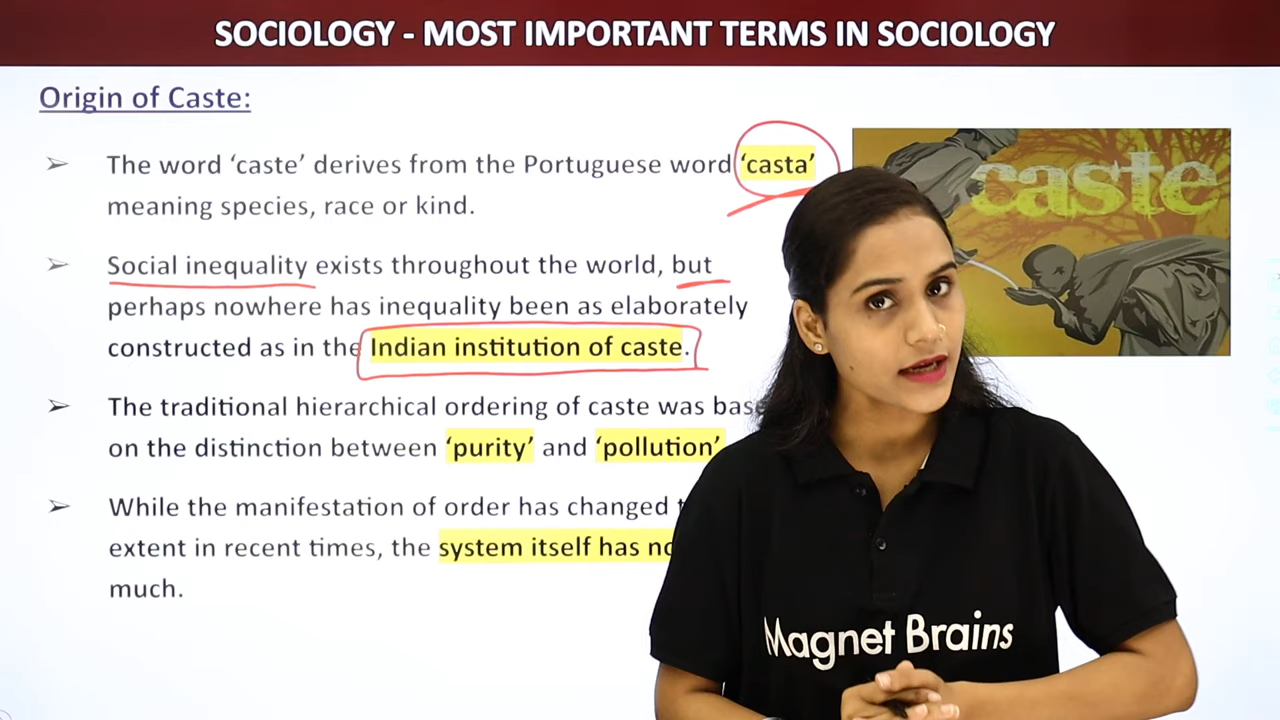 SOCIOLOGY - MOST IMPORTANT TERMS IN SOCIOLOGY
Origin of Caste:
➢ The word ‘caste’ derives from the Portuguese word ‘casta’
meaning species, race or kind.
➢ Social inequality exists throughout the world, but
perhaps nowhere has inequality been as elaborately
constructed as in the Indian institution of caste.
➢ The traditional hierarchical ordering of caste was
on the distinction between ‘purity’ and ‘pollution’
➢ While the manifestation of order has changed
extent in recent times, the system itself has
much.
caste
Magnet Brains